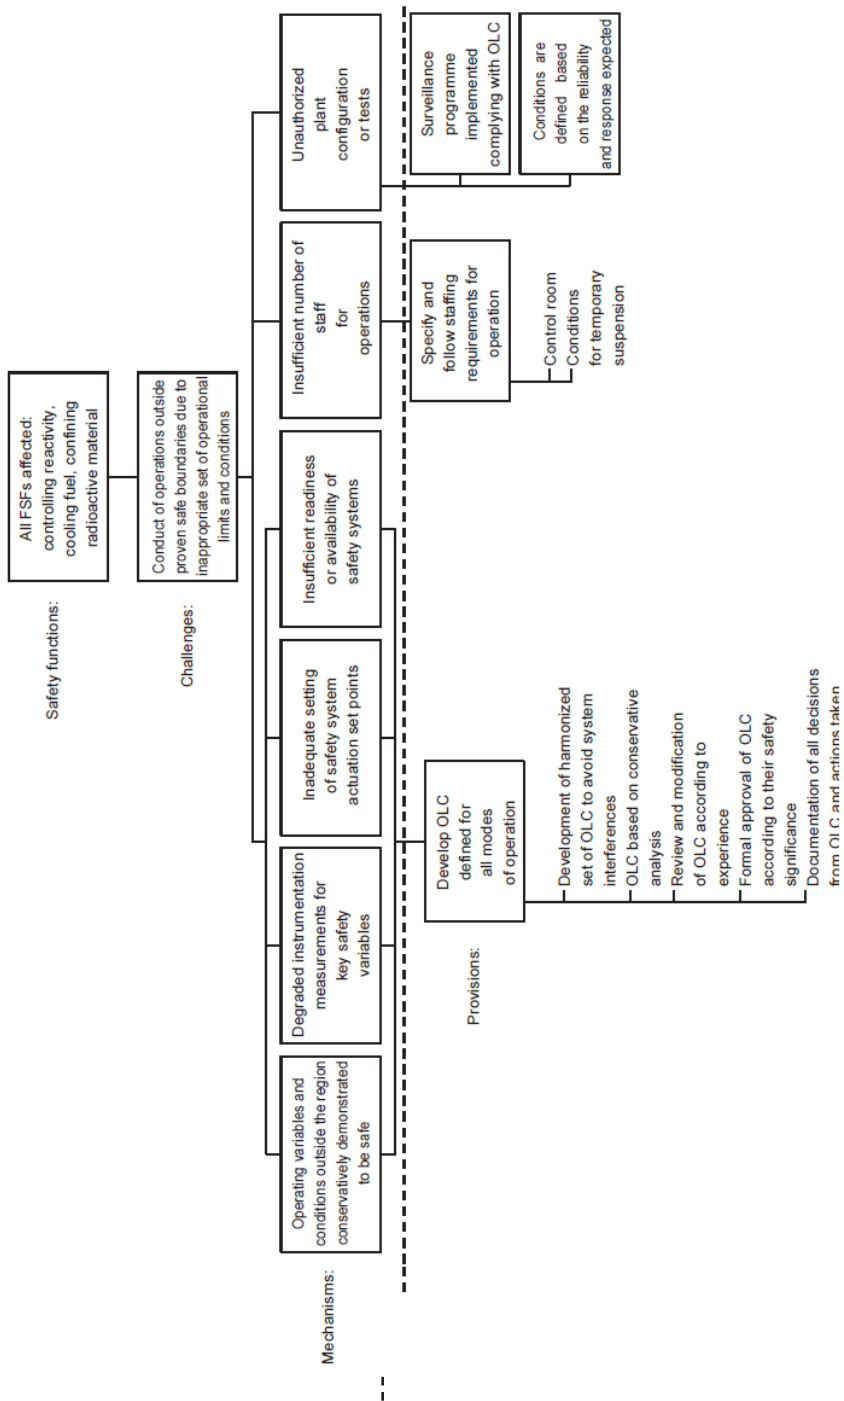 Safety functions:
All FSFs affected:
controlling reactivity,
cooling fuel, confining
radioactive material
Challenges:
Conduct of operations outside
proven safe boundaries due to
inappropriate set of operational
limits and conditions
Mechanisms:
Operating variables and
conditions outside the region
conservatively demonstrated
to be safe
Degraded instrumentation
measurements for
key safety
variables
Inadequate setting
of safety system
actuation set points
Insufficient readiness
or availability of
safety systems
Insufficient number of
staff
for
operations
Unauthorized
plant
configuration
or tests
Provisions:
Develop OLC
defined for
all modes
of operation
Development of harmonized
set of OLC to avoid system
interferences
OLC based on conservative
analysis
Review and modification
of OLC according to
experience
Formal approval of OLC
according to their safety
significance
Documentation of all decisions
from OLC and actions taken
Specify and
follow staffing
requirements for
operation
Control room
Conditions
for temporary
suspension
Surveillance
programme
implemented
complying with OLC
Conditions are
defined based
on the reliability
and response expected